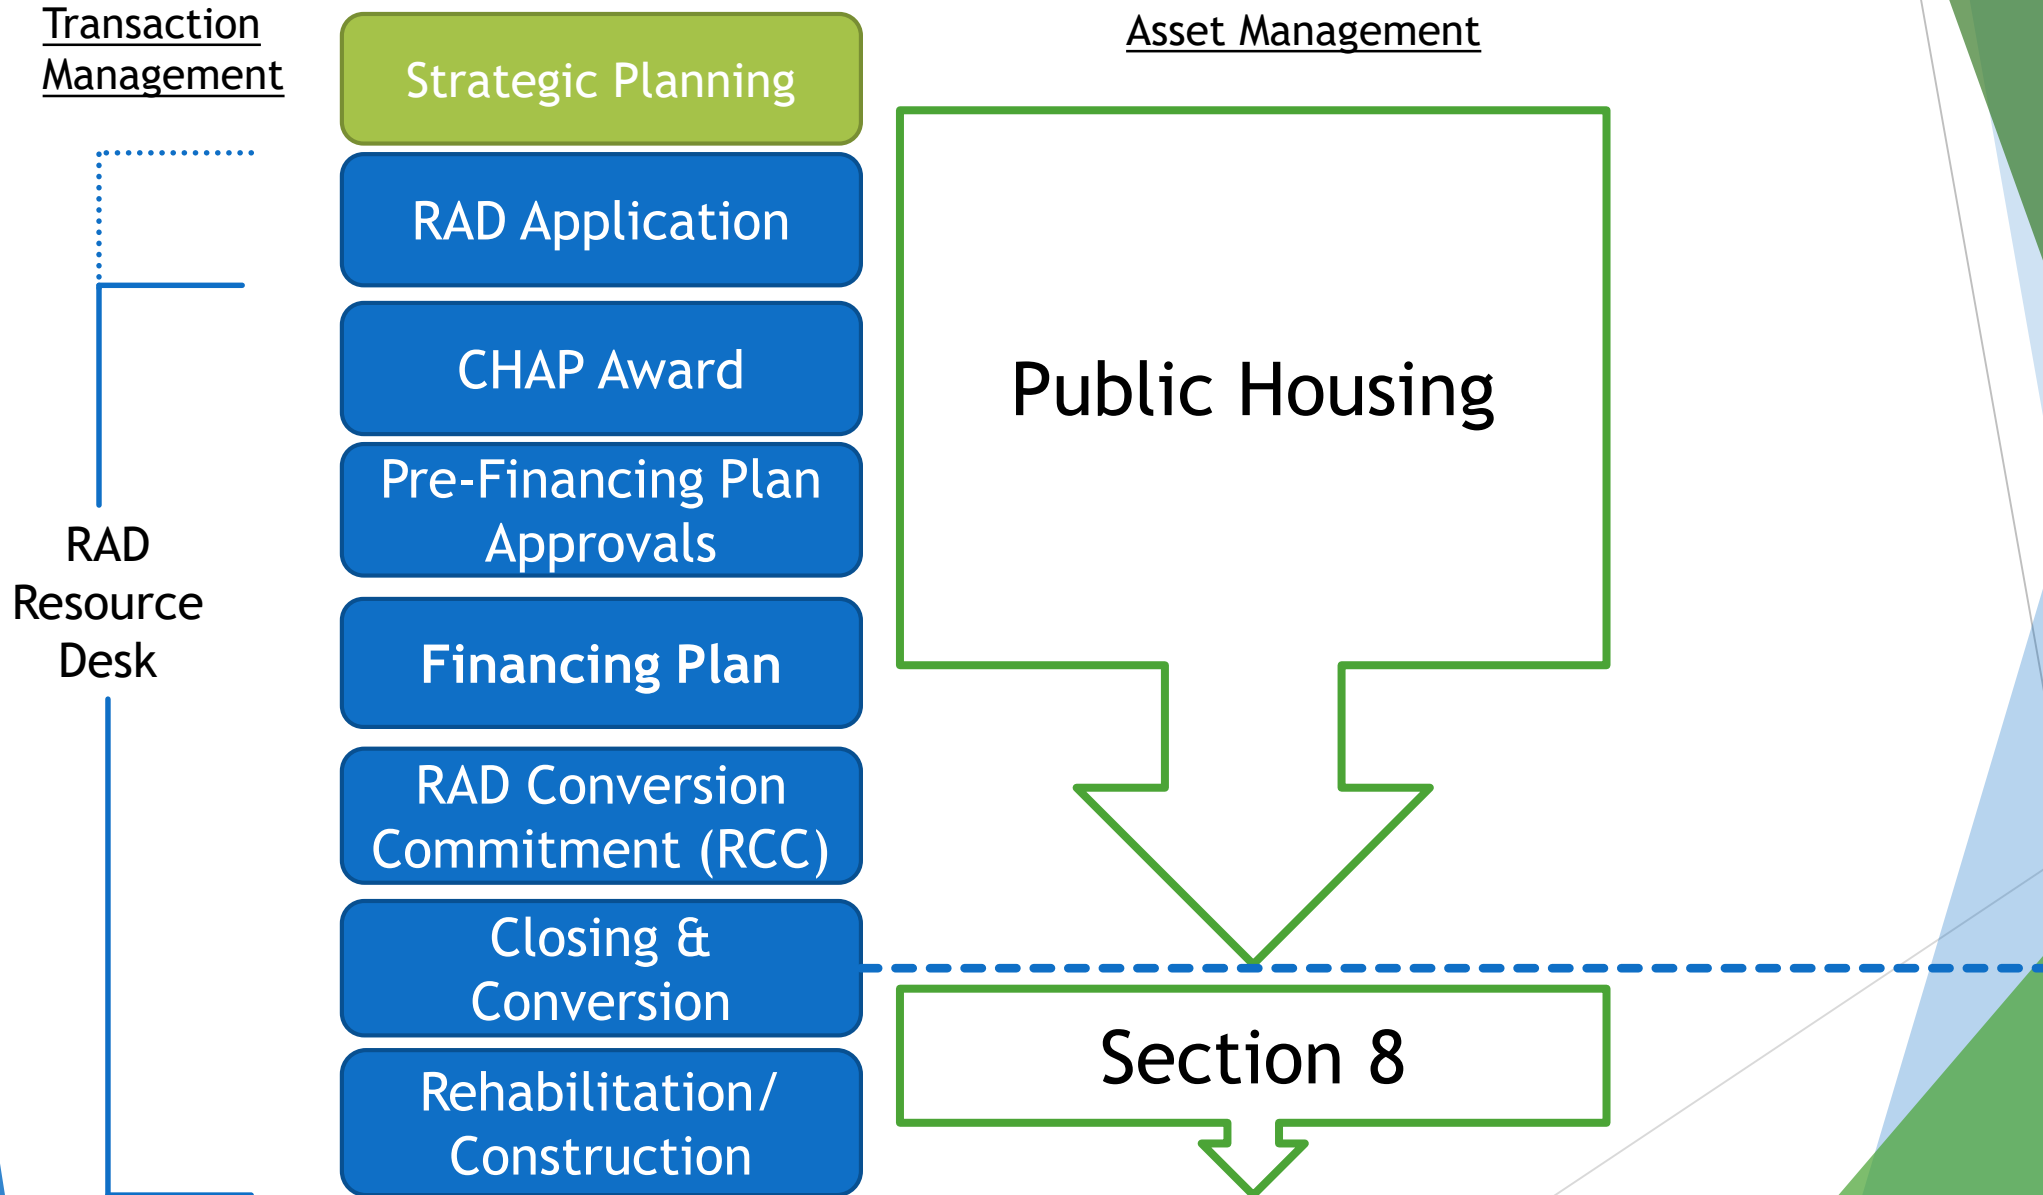 Transaction
Management
Strategic Planning
RAD Application
CHAP Award
Pre-Financing Plan
Approvals
Financing Plan
RAD Conversion
Commitment (RCC)
Closing &
Conversion
Rehabilitation/
Construction
RAD
Resource
Desk
Asset Management
Public Housing
Section 8